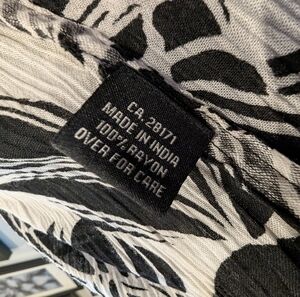 CA. 28171
MADE IN INDIA
100% RAYON
OVER FOR CARE